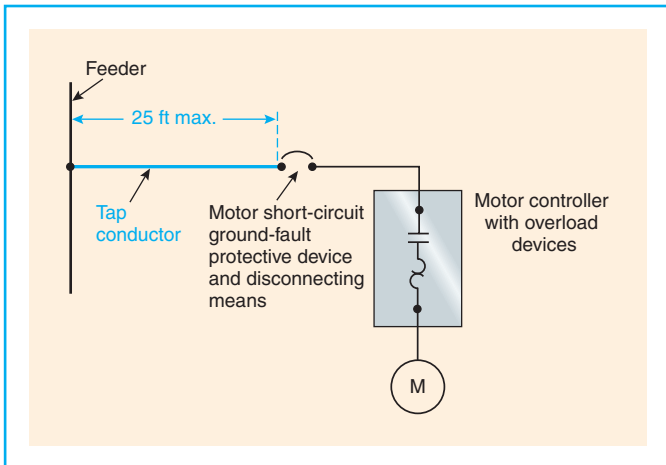 Feeder
25 ft max.
Tap
conductor
Motor short-circuit
ground-fault
protective device
and disconnecting
means
Motor controller
with overload
devices
M